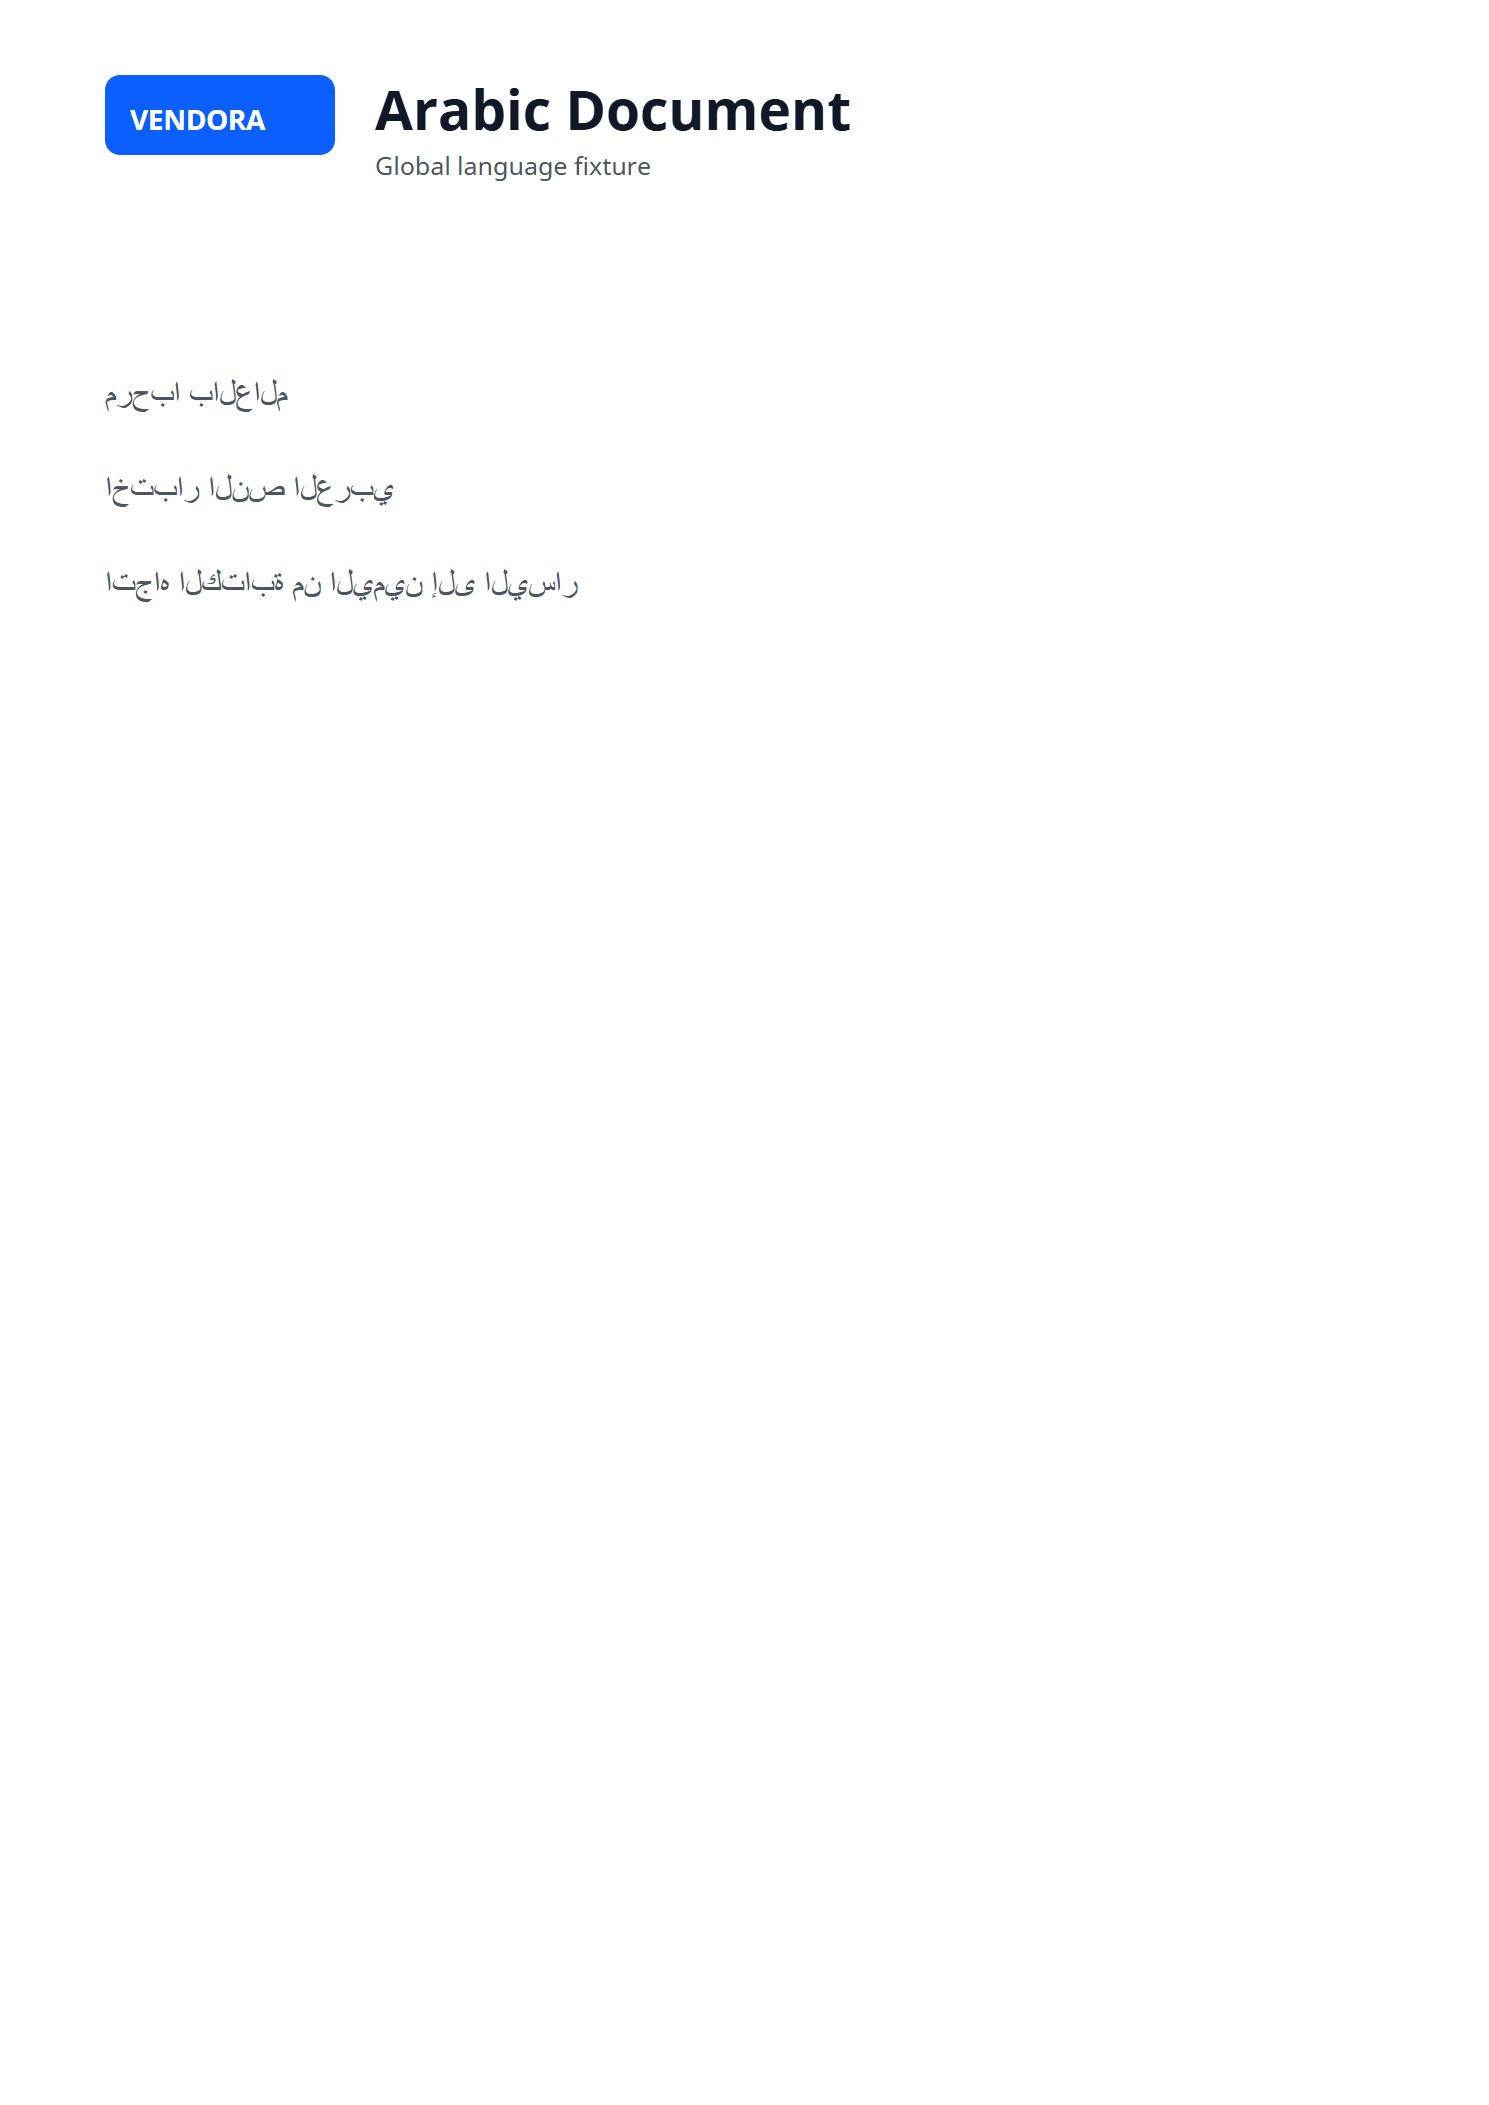 VENDORA
Arabic Document
Global language fixture
مرحبا بالعالم
اختبار النص العربي
اتجاه الكتابة من اليمين إلى اليسار